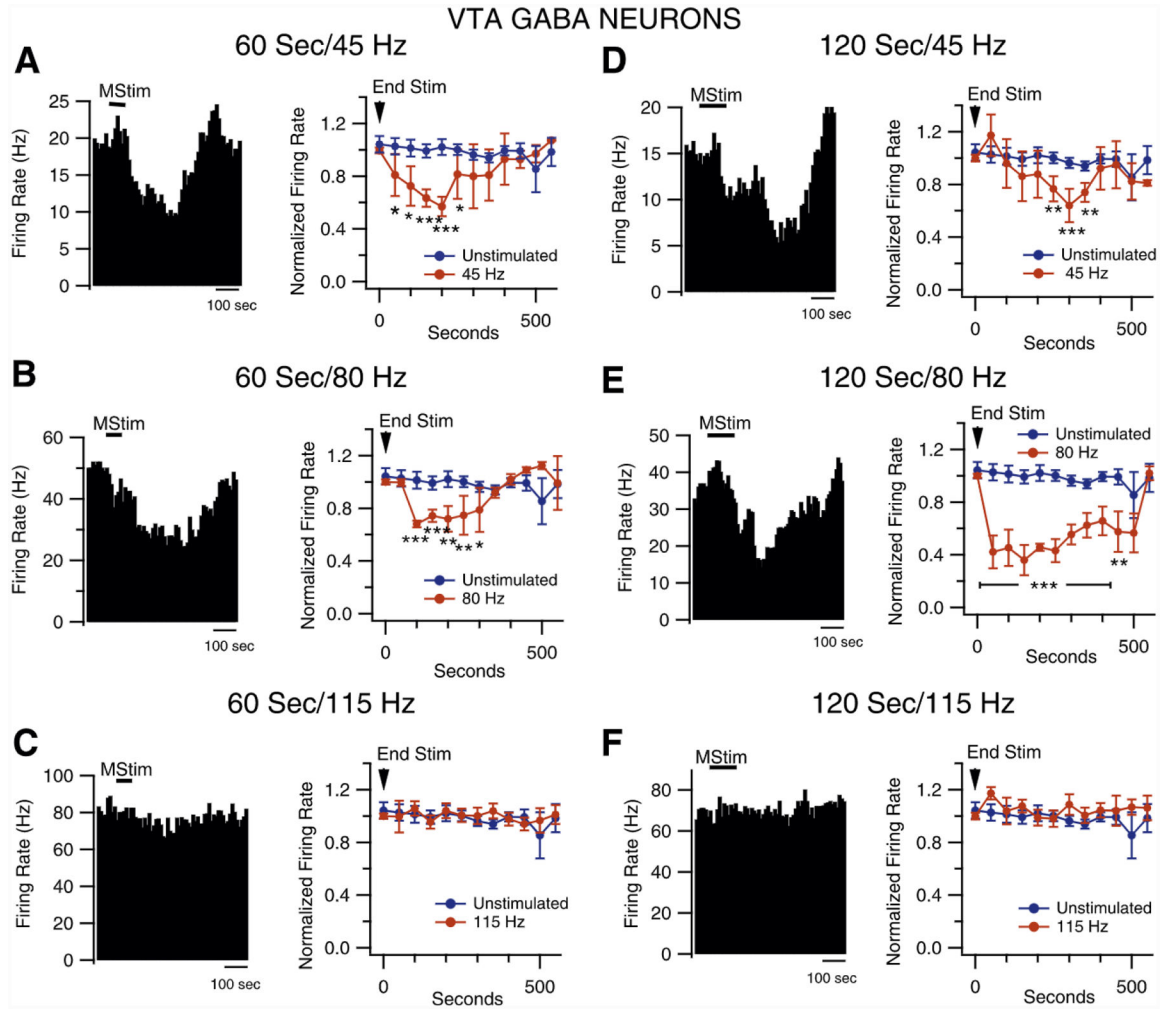 VTA GABA NEURONS
60 Sec/45 Hz
A
MStim
25
20
15
10
5
0
Firing Rate (Hz)
100 sec
End Stim
1.2
0.8
0.4
0.0
Normalized Firing Rate
* * *** *** *
Unstimulated
45 Hz
0 500
Seconds
120 Sec/45 Hz
D
MStim
20
15
10
5
0
Firing Rate (Hz)
100 sec
End Stim
1.2
0.8
0.4
0.0
Normalized Firing Rate
** *** **
Unstimulated
45 Hz
0 500
Seconds
60 Sec/80 Hz
B
MStim
60
40
20
0
Firing Rate (Hz)
100 sec
End Stim
1.2
0.8
0.4
0.0
Normalized Firing Rate
*** *** ** ** *
Unstimulated
80 Hz
0 500
Seconds
120 Sec/80 Hz
E
MStim
50
40
30
20
10
0
Firing Rate (Hz)
100 sec
End Stim
Unstimulated
80 Hz
1.2
0.8
0.4
0.0
Normalized Firing Rate
**
***
0 500
Seconds
60 Sec/115 Hz
C
MStim
100
80
60
40
20
0
Firing Rate (Hz)
100 sec
End Stim
1.2
0.8
0.4
0.0
Normalized Firing Rate
Unstimulated
115 Hz
0 500
Seconds
120 Sec/115 Hz
F
MStim
80
60
40
20
0
Firing Rate (Hz)
100 sec
End Stim
1.2
0.8
0.4
0.0
Normalized Firing Rate
Unstimulated
115 Hz
0 500
Seconds